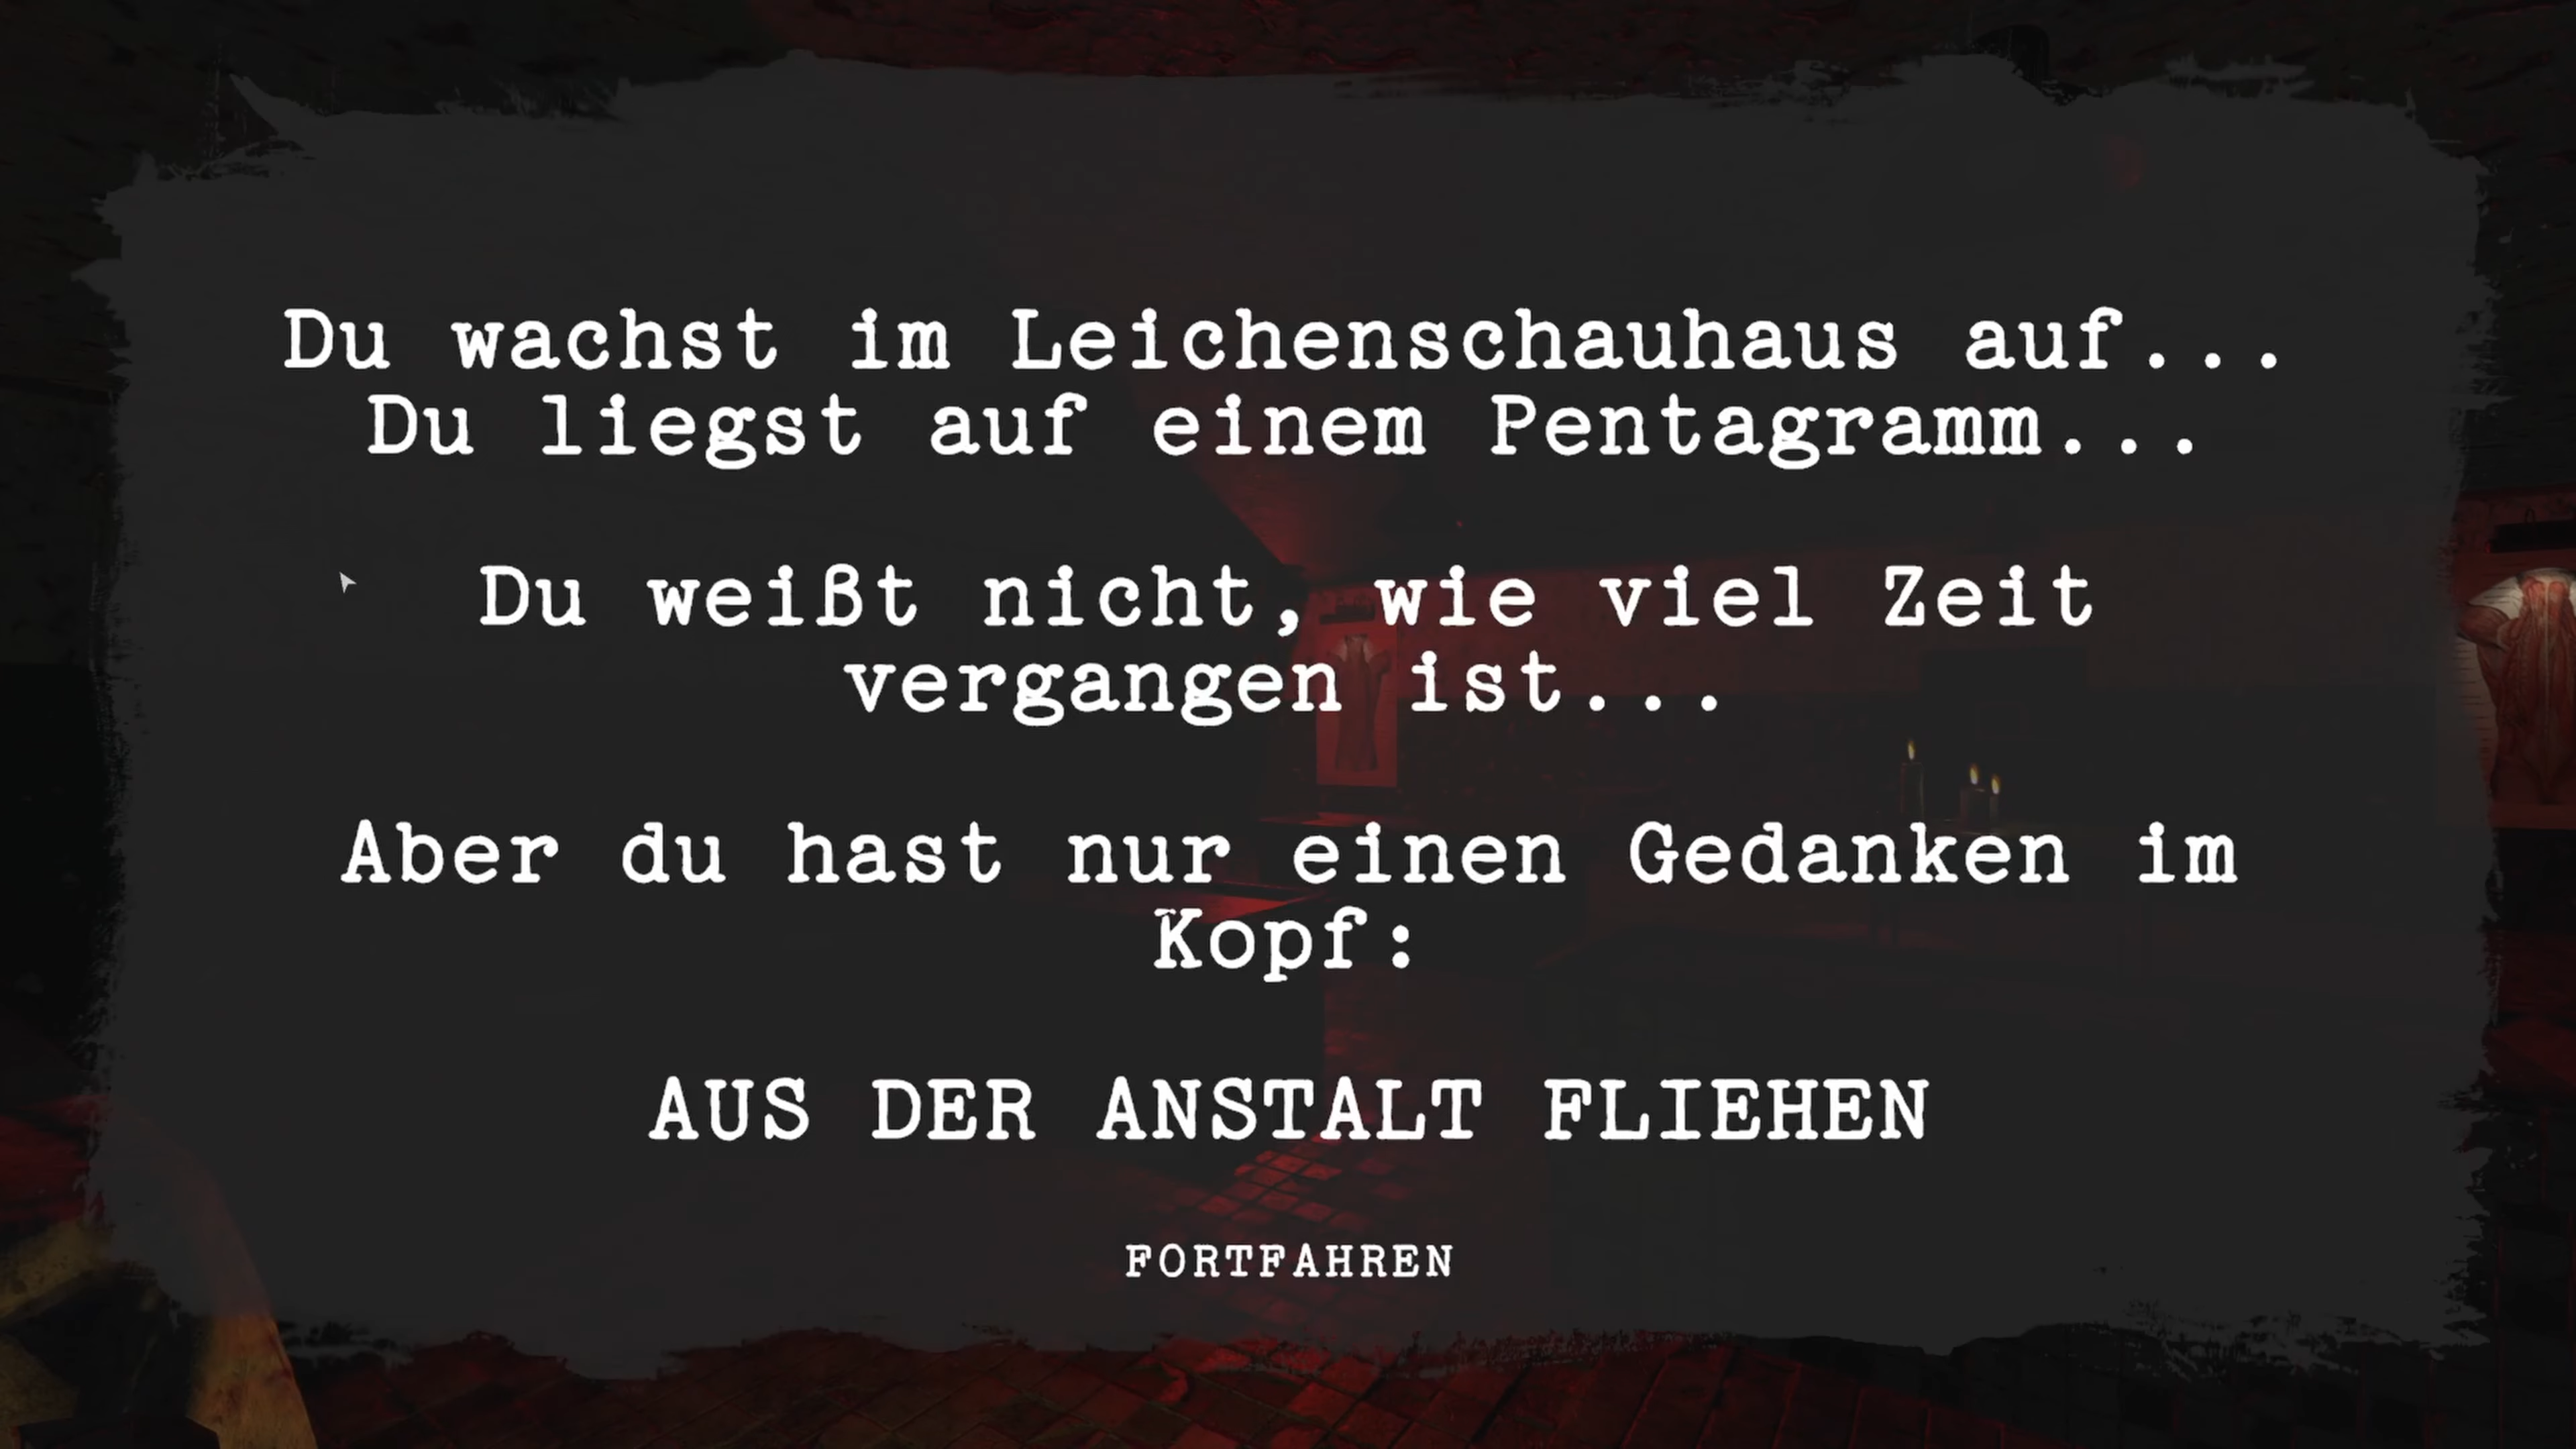 Du wachst im Leichenschauhaus auf...
Du liegst auf einem Pentagramm...
Du weißt nicht, wie viel Zeit
vergangen ist...
Aber du hast nur einen Gedanken im
Kopf:
AUS DER ANSTALT FLIEHEN
FORTFAHREN